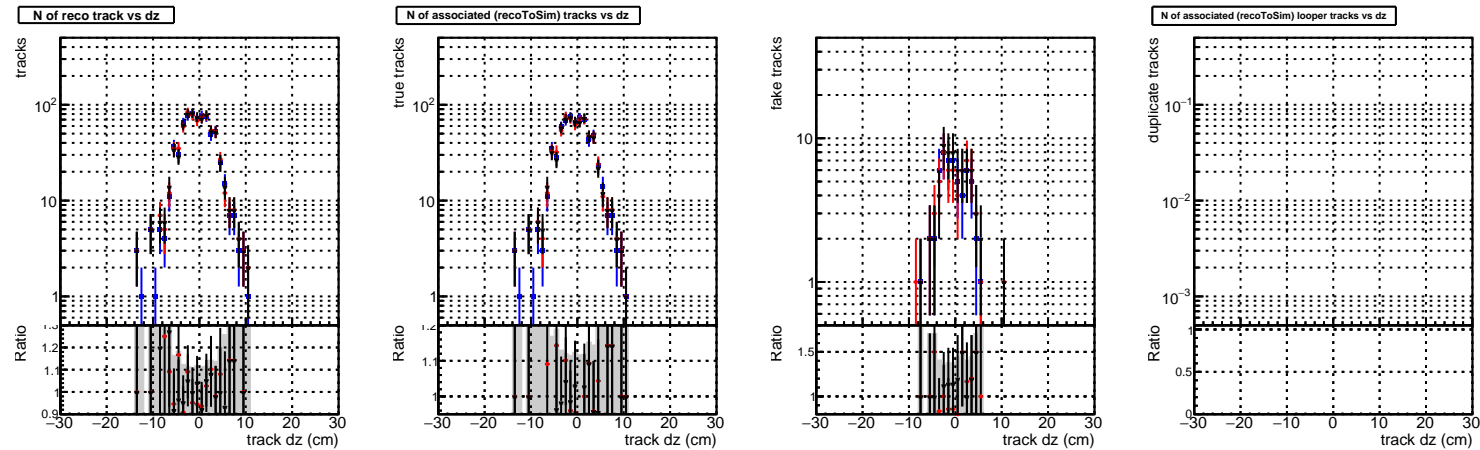 N of reco track vs dz
tracks
10²
10
1
Ratio
1.3
1.2
1.1
1
0.9
−30 −20 −10 0 10 20 30
track dz (cm)
N of associated (recoToSim) tracks vs dz
true tracks
10²
10
1
Ratio
1.2
1.1
1
−30 −20 −10 0 10 20 30
track dz (cm)
fake tracks
10
1
Ratio
1.5
1
−30 −20 −10 0 10 20 30
track dz (cm)
N of associated (recoToSim) looper tracks vs dz
duplicate tracks
10⁻¹
10⁻²
10⁻³
Ratio
1
0.5
0
−30 −20 −10 0 10 20 30
track dz (cm)